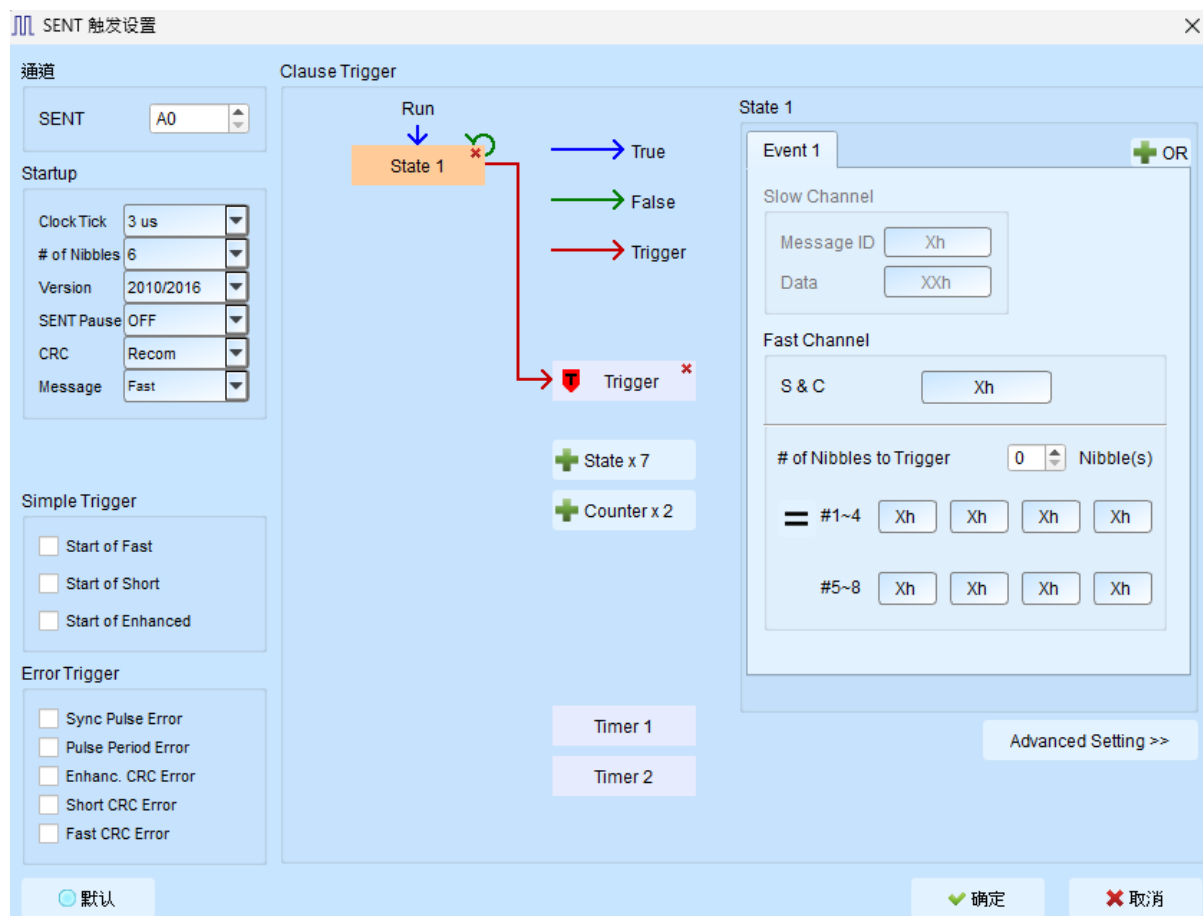 SENT 触发设置
通道
SENT A0
Startup
Clock Tick 3 us
# of Nibbles 6
Version 2010/2016
SENT Pause OFF
CRC Recom
Message Fast
Simple Trigger
Start of Fast
Start of Short
Start of Enhanced
Error Trigger
Sync Pulse Error
Pulse Period Error
Enhanc. CRC Error
Short CRC Error
Fast CRC Error
Clause Trigger
Run
State 1
True
False
Trigger
T Trigger
State x 7
Counter x 2
Timer 1
Timer 2
State 1
Event 1
OR
Slow Channel
Message ID Xh
Data XXh
Fast Channel
S & C Xh
# of Nibbles to Trigger 0 Nibble(s)
= #1~4 Xh Xh Xh Xh
#5~8 Xh Xh Xh Xh
Advanced Setting >>
默认
确定
取消